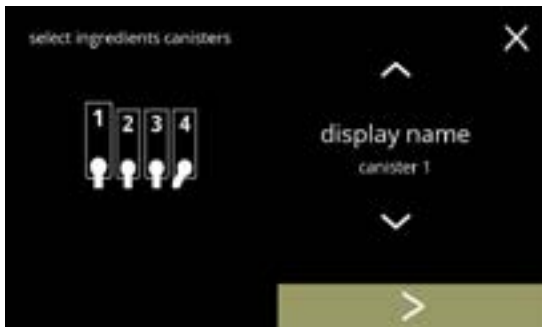 select ingredients canisters
1 2 3 4
display name
canister 1